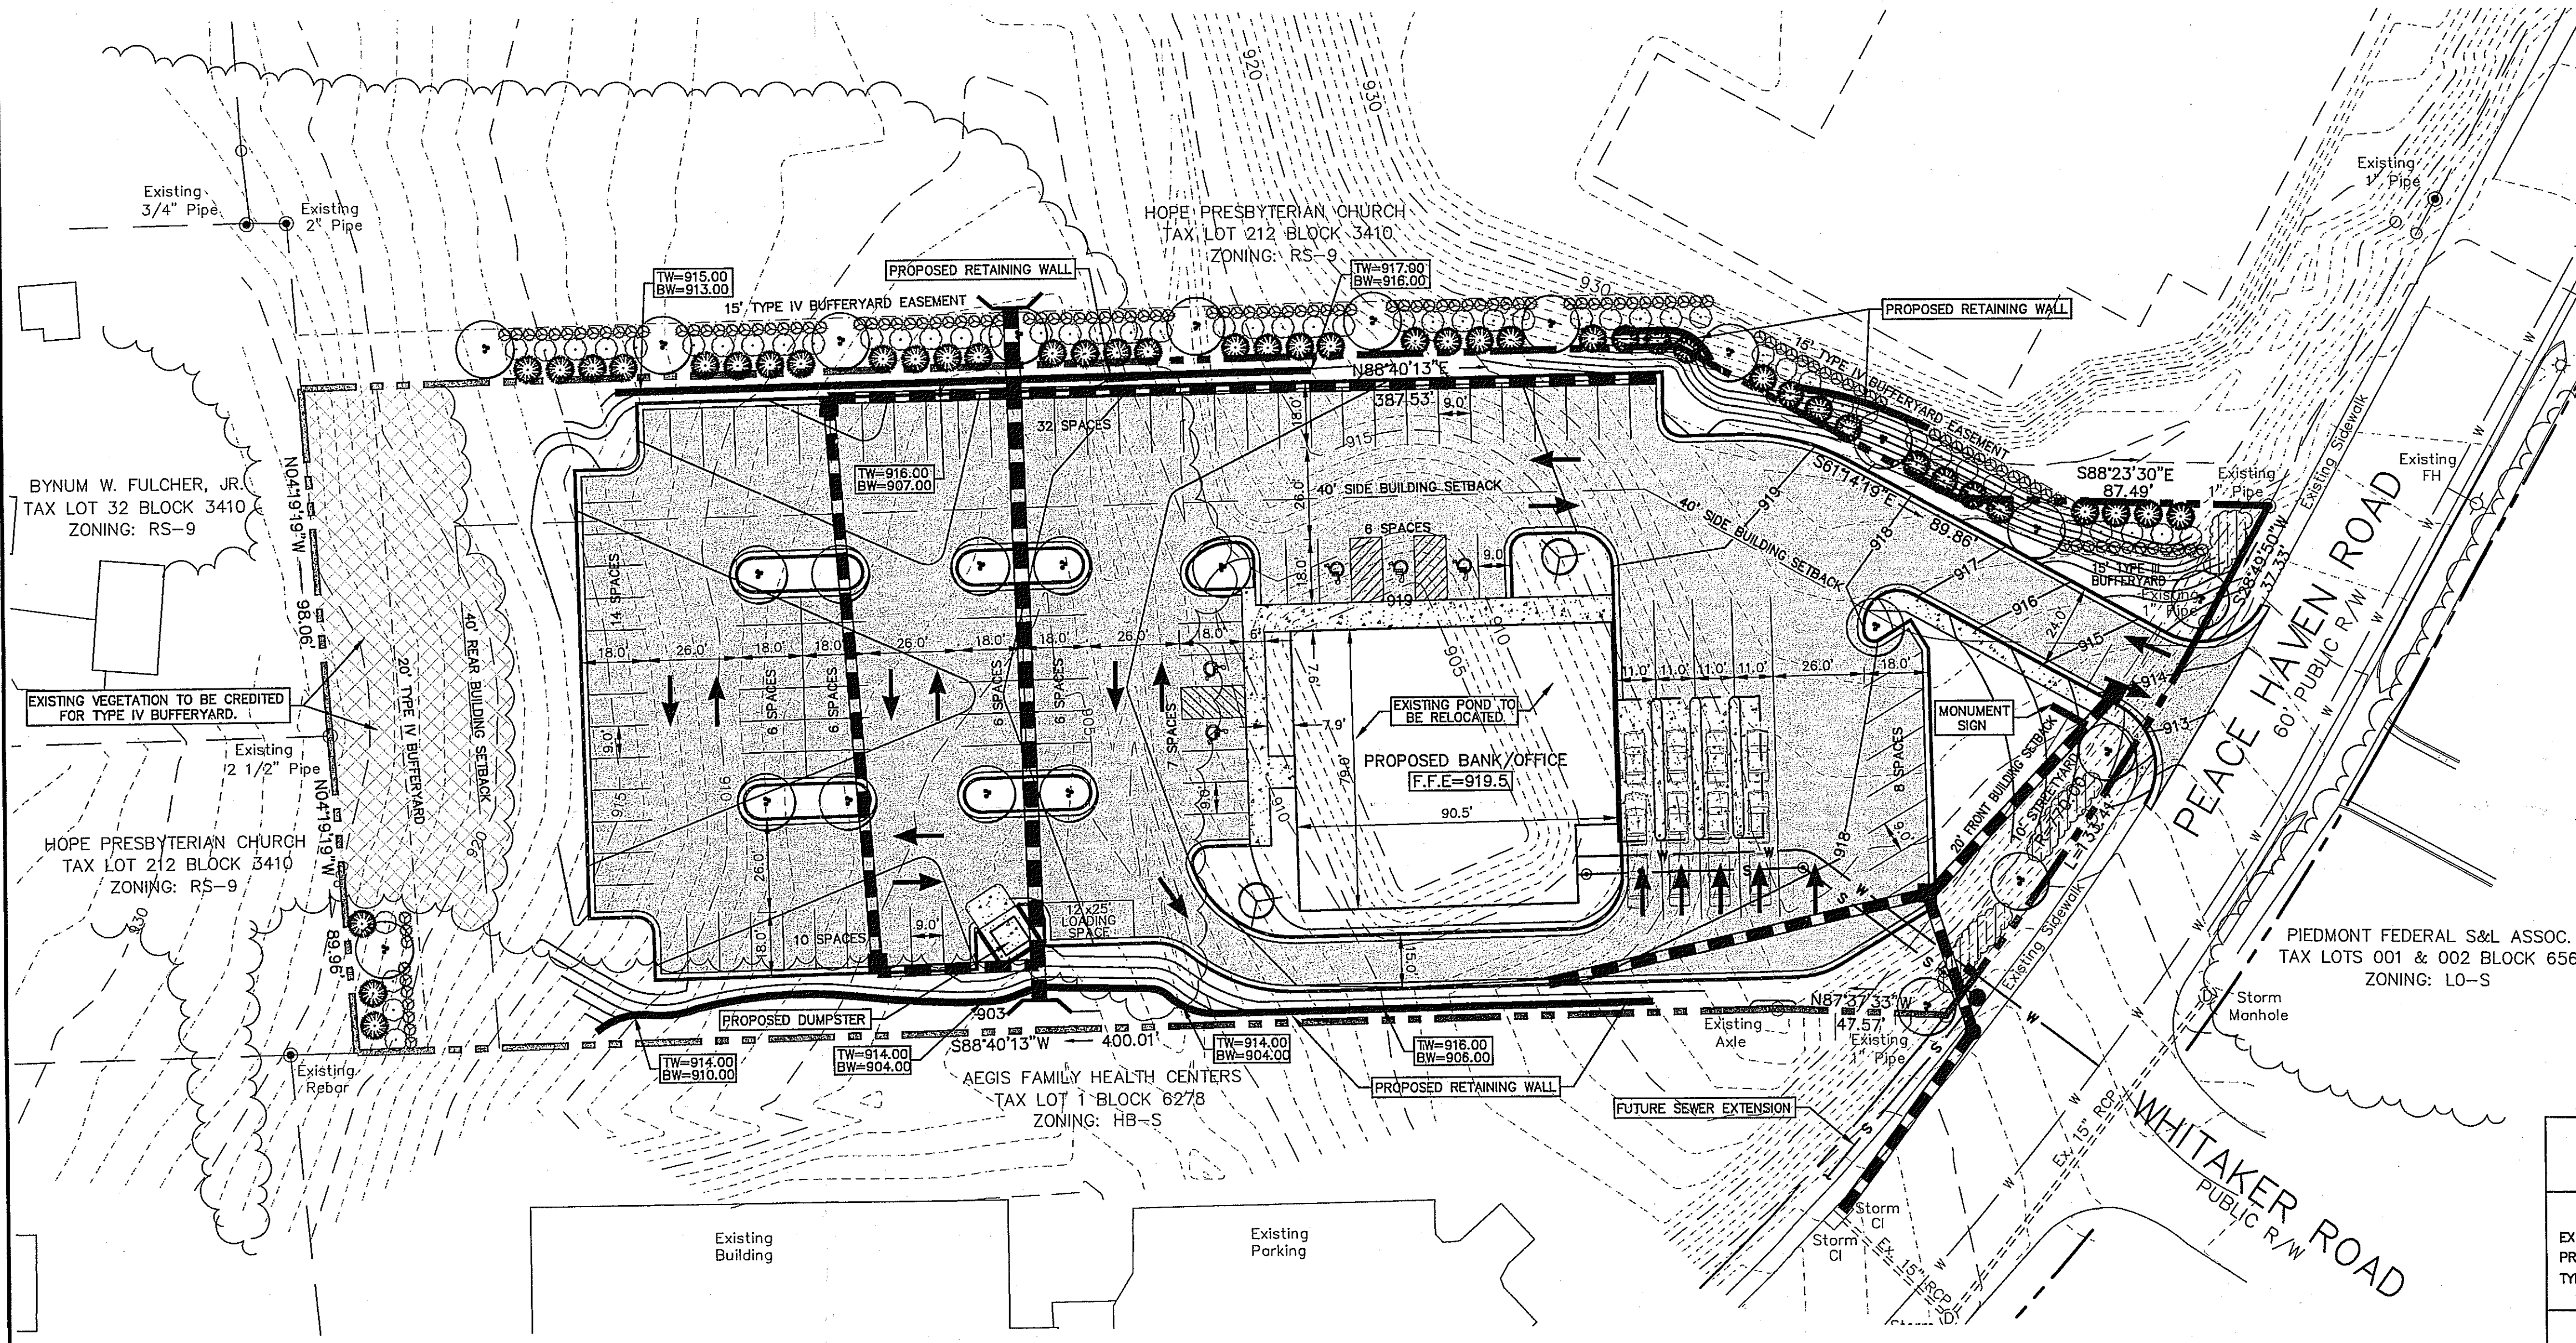 920
930
Existing
3/4" Pipe
Existing
2" Pipe
Existing
1" Pipe
HOPE PRESBYTERIAN CHURCH
TAX LOT 212 BLOCK 3410
ZONING: RS-9
TW=915.00
BW=913.00
PROPOSED RETAINING WALL
TW=917.00
BW=916.00
930
15' TYPE IV BUFFERYARD EASEMENT
PROPOSED RETAINING WALL
15' TYPE IV BUFFERYARD EASEMENT
N88°40'13"E
387.53'
18.0'
9.0'
32 SPACES
915
TW=916.00
BW=907.00
26.0'
40' SIDE BUILDING SETBACK
40' SIDE BUILDING SETBACK
919
918
917
916
915
914
913
S61°14'19"E
89.86'
S88°23'30"E
87.49'
Existing
1" Pipe
Existing Sidewalk
Existing
FH
S28°49'50"W
37.33'
15' TYPE III
BUFFERYARD
Existing
1" Pipe
24.0'
BYNUM W. FULCHER, JR.
TAX LOT 32 BLOCK 3410
ZONING: RS-9
N04°19'19"W
98.06'
20' TYPE IV BUFFERYARD
40' REAR BUILDING SETBACK
920
14 SPACES
6 SPACES
18.0'
9.0'
919
18.0'
26.0'
18.0'
18.0'
26.0'
18.0'
18.0'
26.0'
18.0'
6'
6 SPACES
6 SPACES
6 SPACES
6 SPACES
7 SPACES
905
910
915
9.0'
9.0'
7.9'
7.9'
79.0'
905
910
910
11.0'
11.0'
11.0'
11.0'
26.0'
18.0'
EXISTING VEGETATION TO BE CREDITED
FOR TYPE IV BUFFERYARD.
EXISTING POND TO
BE RELOCATED.
PROPOSED BANK/OFFICE
F.F.E=919.5
90.5'
MONUMENT
SIGN
8 SPACES
9.0'
918
20' FRONT BUILDING SETBACK
10' STREETYARD
R=770.00'
L=133.44'
PEACE HAVEN ROAD
60' PUBLIC R/W
Existing
2 1/2" Pipe
N04°19'19"W
89.96'
HOPE PRESBYTERIAN CHURCH
TAX LOT 212 BLOCK 3410
ZONING: RS-9
930
26.0'
18.0'
10 SPACES
9.0'
12'x25'
LOADING
SPACE
15.0'
W
W
S
S
W
S
S
W
Existing Sidewalk
PIEDMONT FEDERAL S&L ASSOC.
TAX LOTS 001 & 002 BLOCK 656
ZONING: LO-S
Storm
Manhole
PROPOSED DUMPSTER
903
S88°40'13"W
400.01'
N87°37'33"W
47.57'
Existing
Axle
Existing
1" Pipe
Existing
Rebar
TW=914.00
BW=910.00
TW=914.00
BW=904.00
TW=914.00
BW=904.00
TW=916.00
BW=906.00
AEGIS FAMILY HEALTH CENTERS
TAX LOT 1 BLOCK 6278
ZONING: HB-S
PROPOSED RETAINING WALL
FUTURE SEWER EXTENSION
Ex. 15" RCP
WHITAKER ROAD
PUBLIC R/W
Existing
Building
Existing
Parking
Storm
CI
Storm
CI
Ex. 15" RCP
EX
PR
TYP